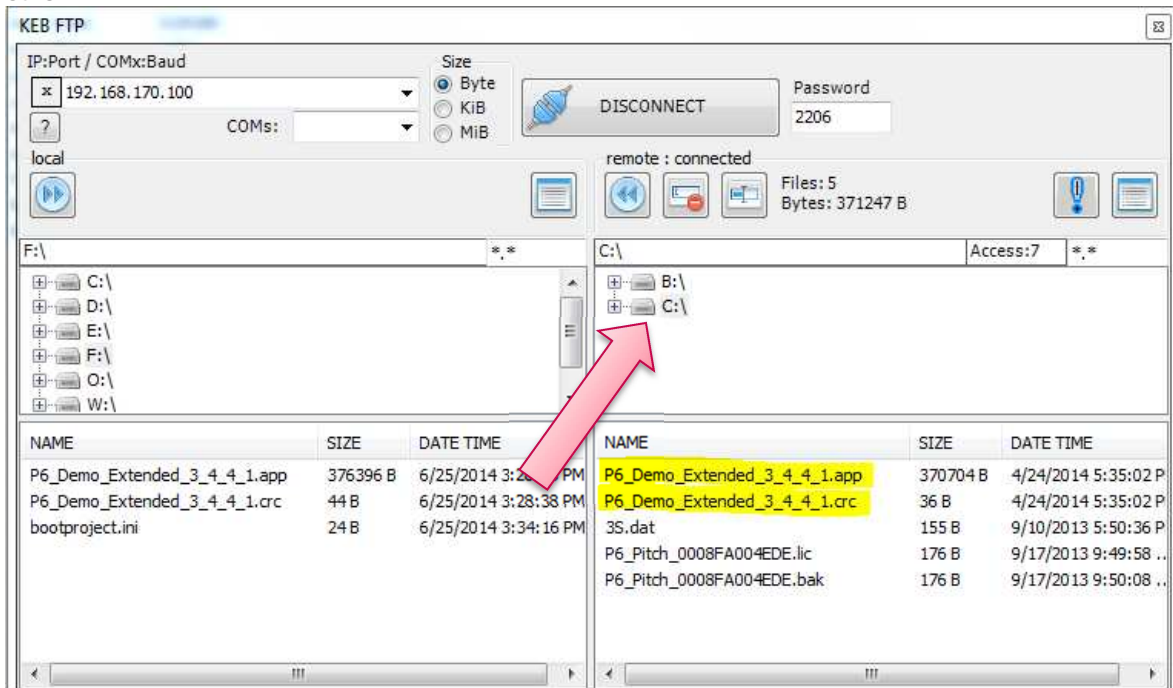 KEB FTP
IP:Port / COMx:Baud
Size
x 192.168.170.100
Byte
KiB
MiB
DISCONNECT
Password
2206
? COMs:
local
remote : connected
Files: 5
Bytes: 371247 B
F:\ *.*
C:\ Access:7 *.*
C:\
D:\
E:\
F:\
O:\
W:\
B:\
C:\
NAME SIZE DATE TIME
P6_Demo_Extended_3_4_4_1.app 376396 B 6/25/2014 PM
P6_Demo_Extended_3_4_4_1.crc 44 B 6/25/2014 3:28:38 PM
bootproject.ini 24 B 6/25/2014 3:34:16 PM
NAME SIZE DATE TIME
P6_Demo_Extended_3_4_4_1.app 370704 B 4/24/2014 5:35:02 P
P6_Demo_Extended_3_4_4_1.crc 36 B 4/24/2014 5:35:02 P
3S.dat 155 B 9/10/2013 5:50:36 P
P6_Pitch_0008FA004EDE.lic 176 B 9/17/2013 9:49:58 ..
P6_Pitch_0008FA004EDE.bak 176 B 9/17/2013 9:50:08 ..